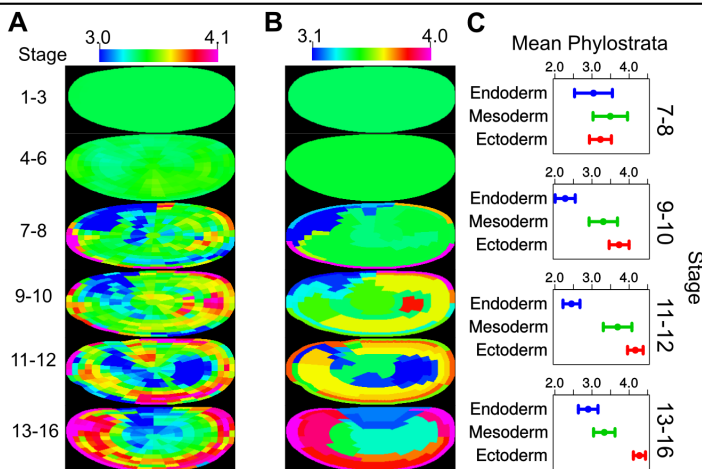 A
B
C
Stage
3.0 4.1
3.1 4.0
Mean Phylostrata
1-3
4-6
7-8
9-10
11-12
13-16
2.0 3.0 4.0
Endoderm
Mesoderm
Ectoderm
7-8
2.0 3.0 4.0
Endoderm
Mesoderm
Ectoderm
9-10
2.0 3.0 4.0
Endoderm
Mesoderm
Ectoderm
11-12
2.0 3.0 4.0
Endoderm
Mesoderm
Ectoderm
13-16
Stage